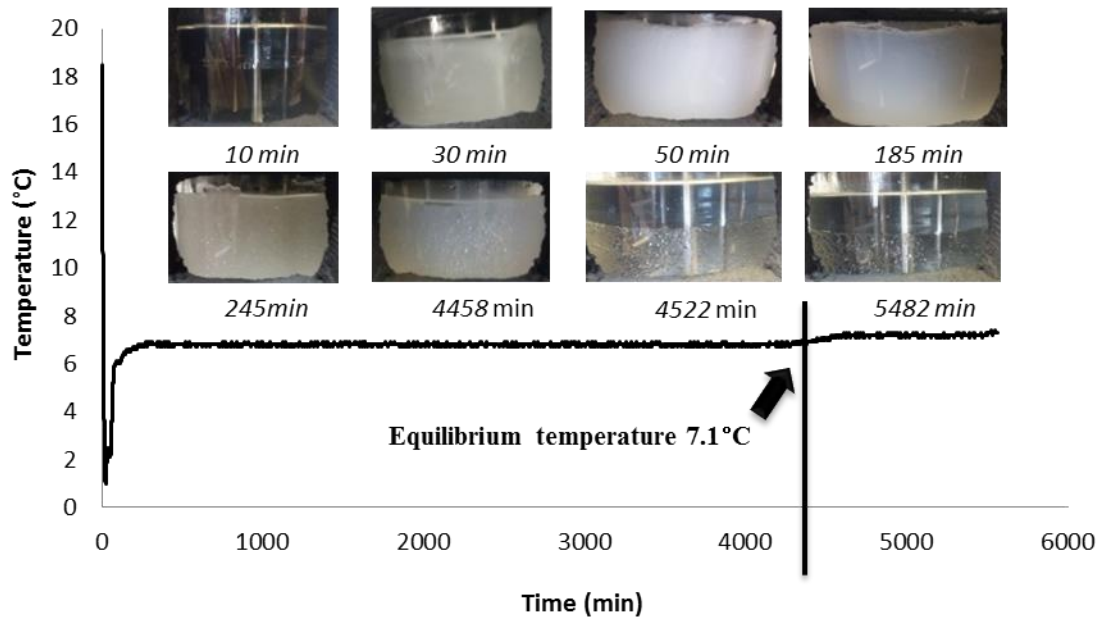 20
18
16
14
12
10
8
6
4
2
0
Temperature (˚C)
10 min
30 min
50 min
185 min
245min
4458 min
4522 min
5482 min
Equilibrium temperature 7.1°C
0 1000 2000 3000 4000 5000 6000
Time (min)